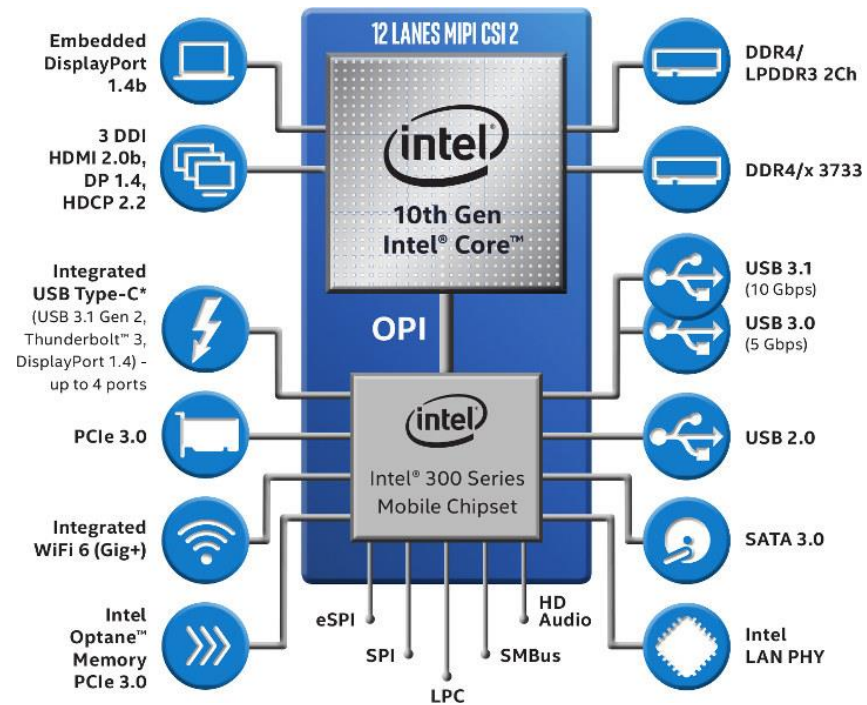 12 LANES MIPI CSI 2
Embedded
DisplayPort
1.4b
3 DDI
HDMI 2.0b,
DP 1.4,
HDCP 2.2
Integrated
USB Type-C*
(USB 3.1 Gen 2,
Thunderbolt™ 3,
DisplayPort 1.4) -
up to 4 ports
PCIe 3.0
Integrated
WiFi 6 (Gig+)
Intel
Optane™
Memory
PCIe 3.0
intel
10th Gen
Intel® Core™
OPI
intel
Intel® 300 Series
Mobile Chipset
eSPI
SPI
LPC
SMBus
HD
Audio
DDR4/
LPDDR3 2Ch
DDR4/x 3733
USB 3.1
(10 Gbps)
USB 3.0
(5 Gbps)
USB 2.0
SATA 3.0
Intel
LAN PHY